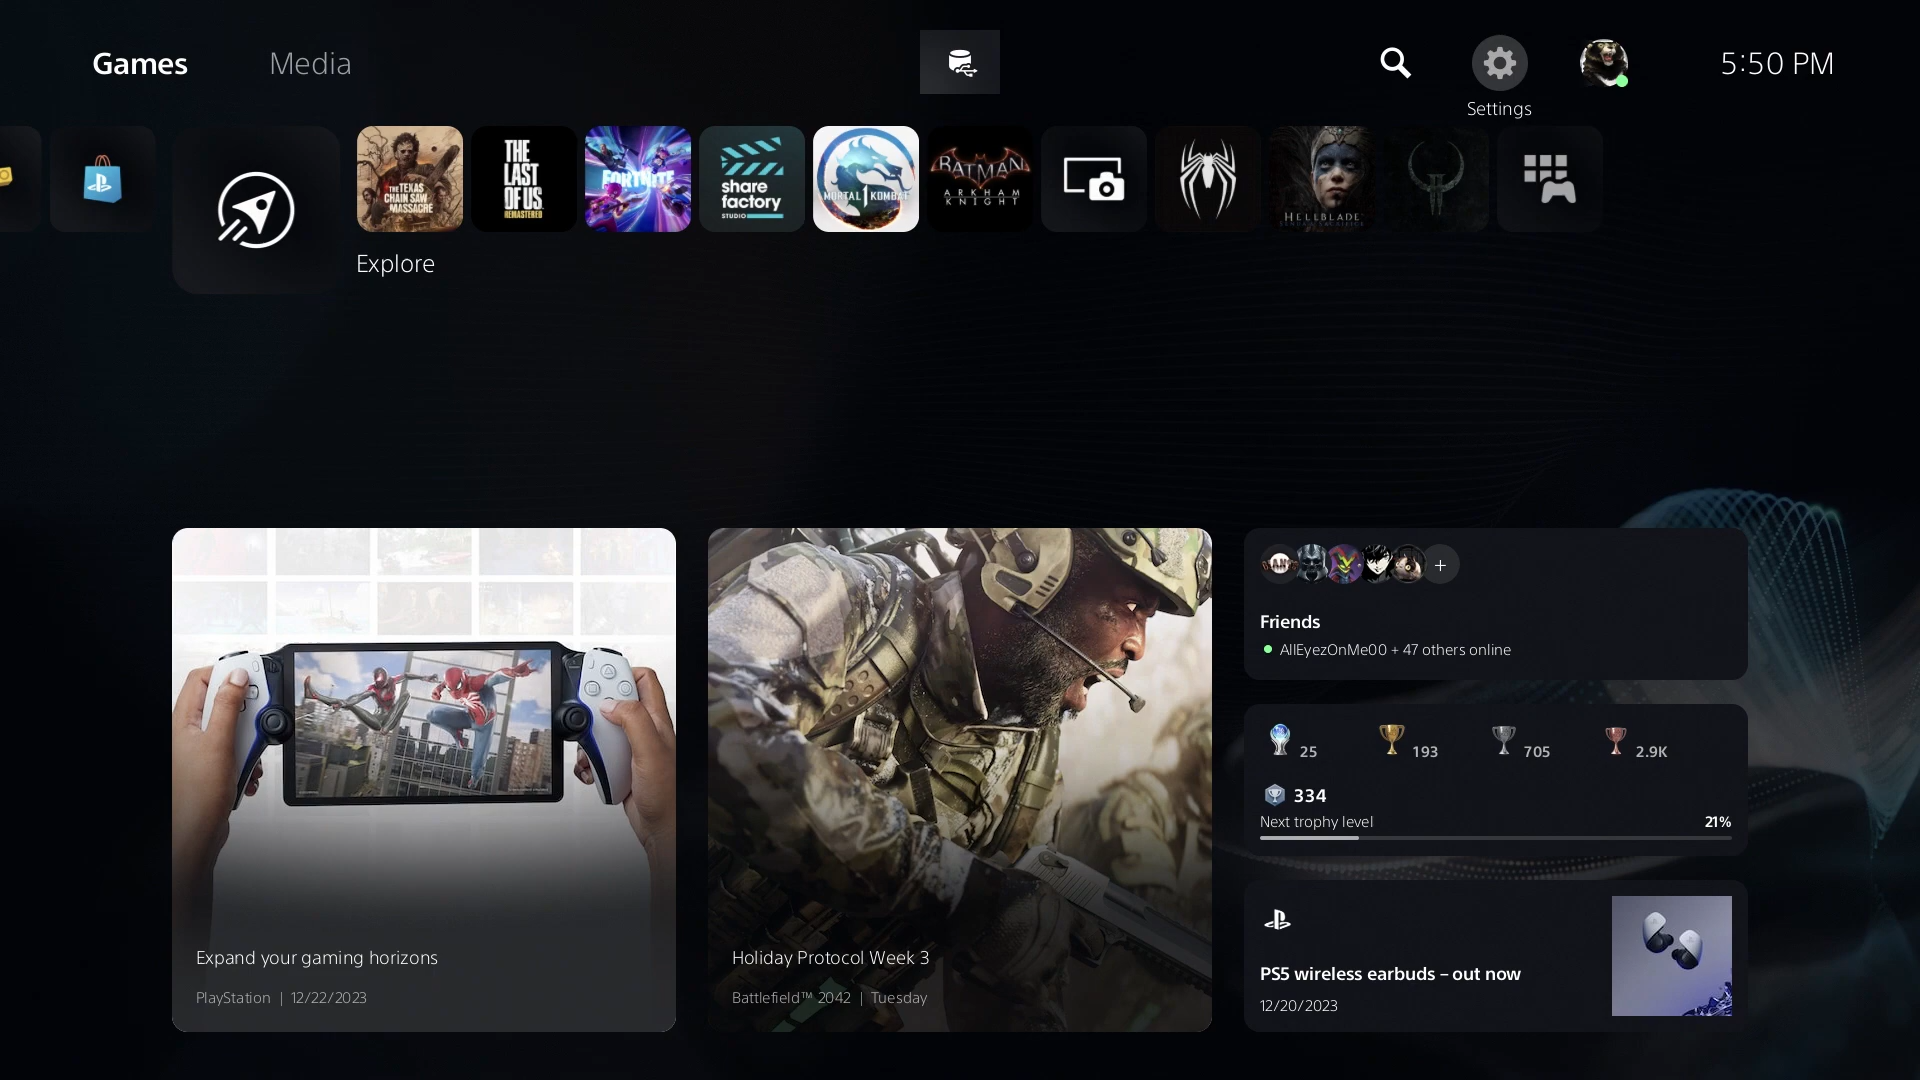 Games
Media
5:50 PM
Settings
THE TEXAS
CHAIN SAW
MASSACRE
THE
LAST
OF US
REMASTERED
FORTNITE
share
factory
STUDIO
MORTAL KOMBAT
1
BATMAN
ARKHAM
KNIGHT
HELLBLADE
Explore
Expand your gaming horizons
PlayStation | 12/22/2023
Holiday Protocol Week 3
Battlefield™ 2042 | Tuesday
+
Friends
AllEyezOnMe00 + 47 others online
25
193
705
2.9K
334
Next trophy level
21%
PS5 wireless earbuds – out now
12/20/2023